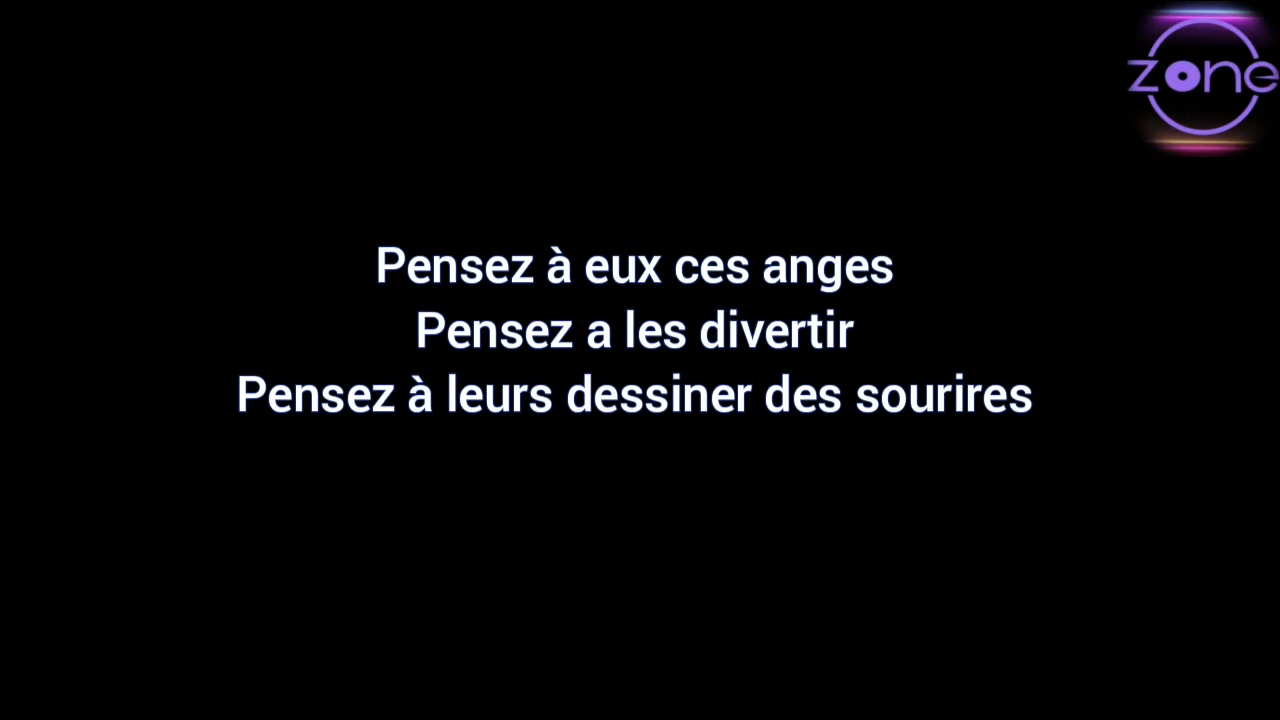 zone
Pensez à eux ces anges
Pensez a les divertir
Pensez à leurs dessiner des sourires